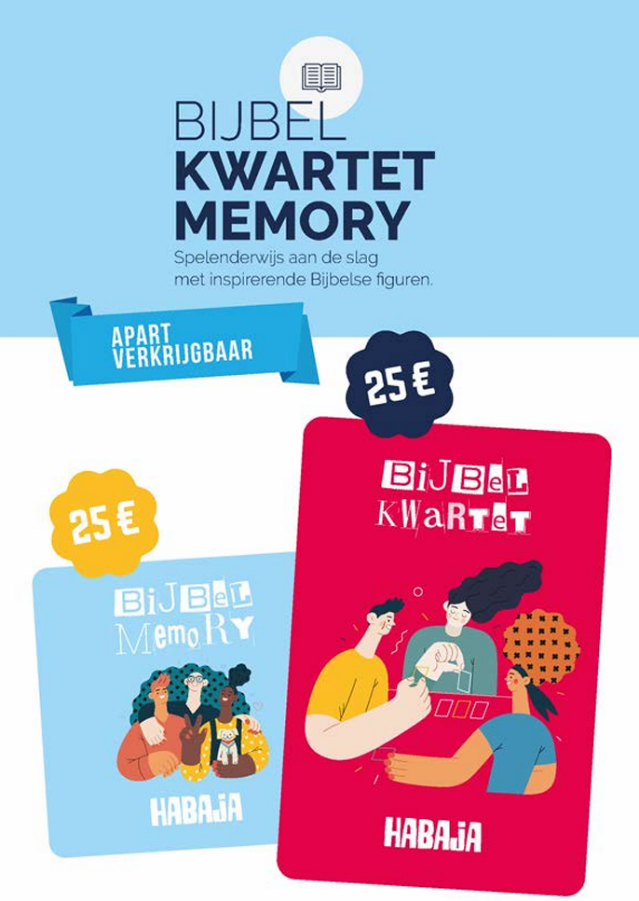 BIJBEL
KWARTET
MEMORY
Spelenderwijs aan de slag
met inspirerende Bijbelse figuren.
APART
VERKRIJGBAAR
25 €
BiJBeL
KWaRTeT
HABAJA
25 €
BiJBeL
MemoRY
HABAJA